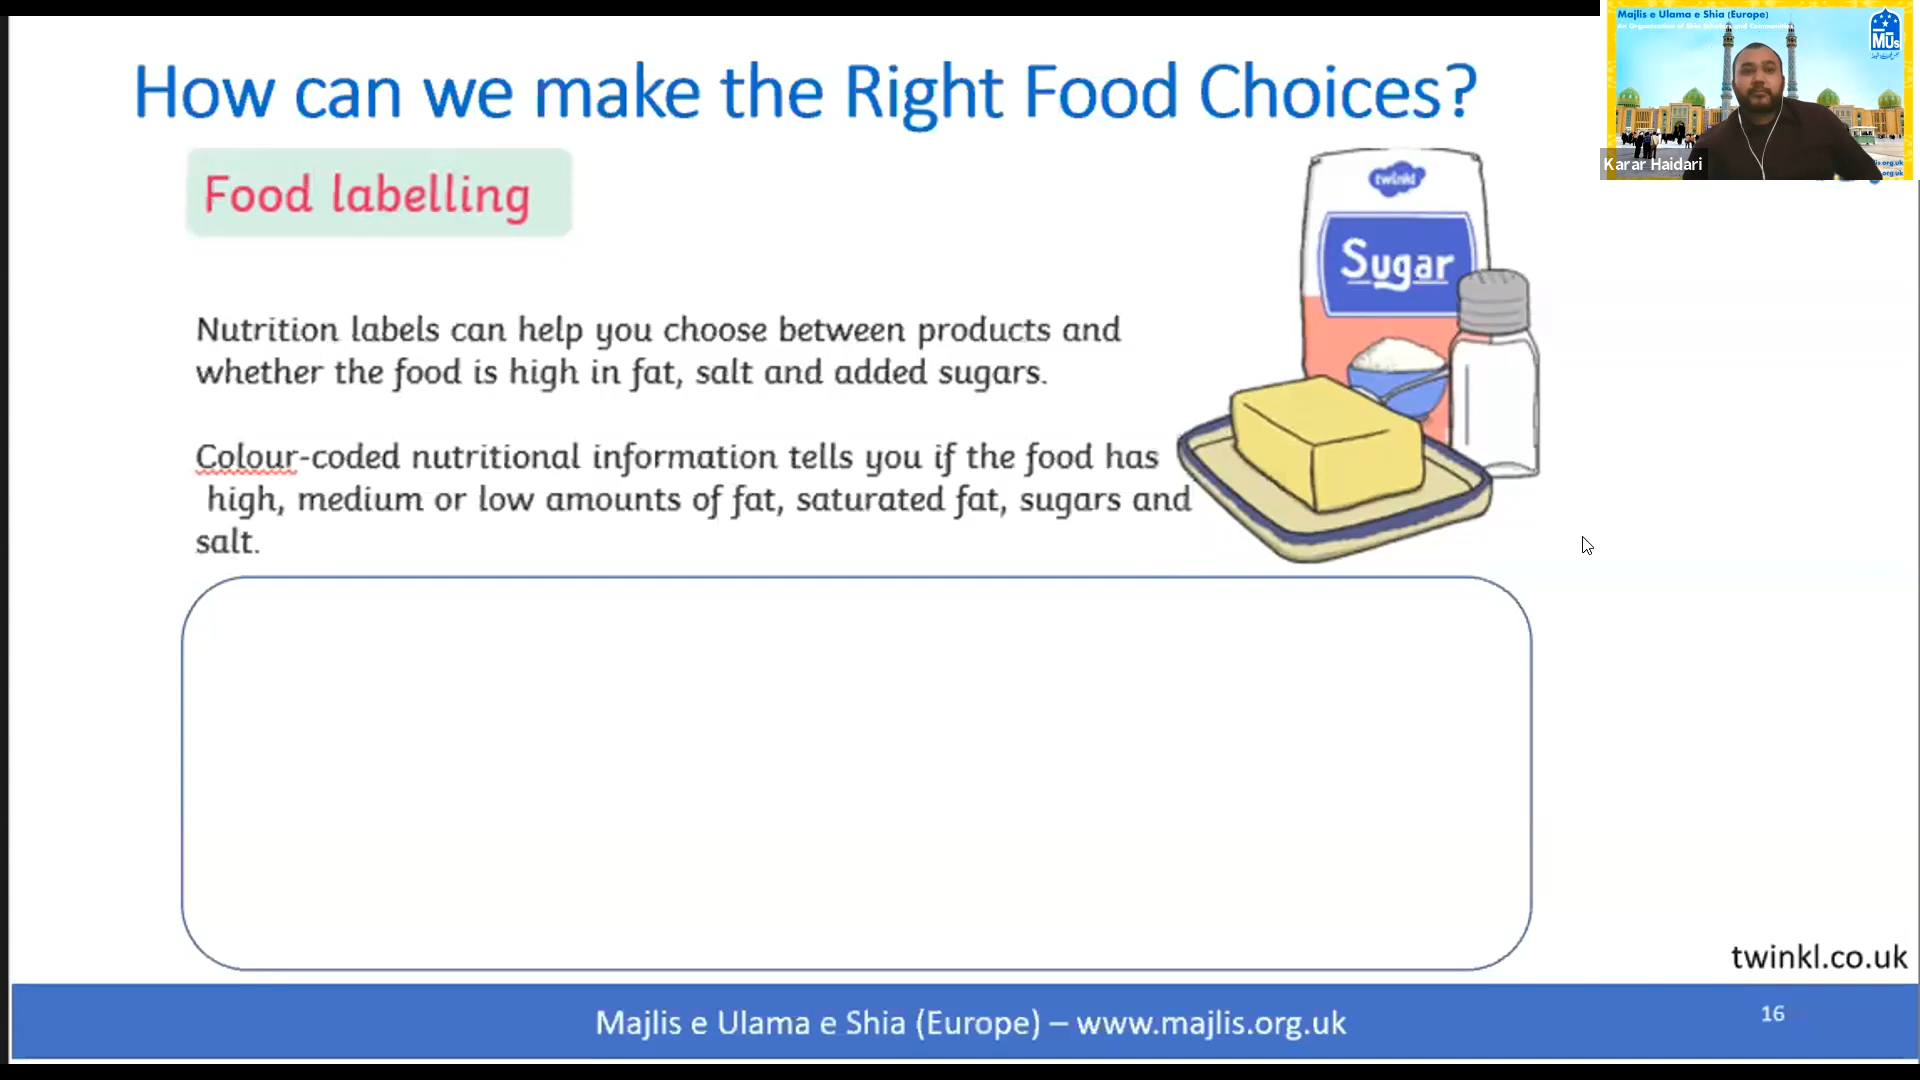 How can we make the Right Food Choices?
Food labelling
Nutrition labels can help you choose between products and
whether the food is high in fat, salt and added sugars.
Colour-coded nutritional information tells you if the food has
high, medium or low amounts of fat, saturated fat, sugars and
salt.
twinkl
Sugar
twinkl.co.uk
Majlis e Ulama e Shia (Europe) – www.majlis.org.uk
16
Majlis e Ulama e Shia (Europe)
MUS
Karar Haidari